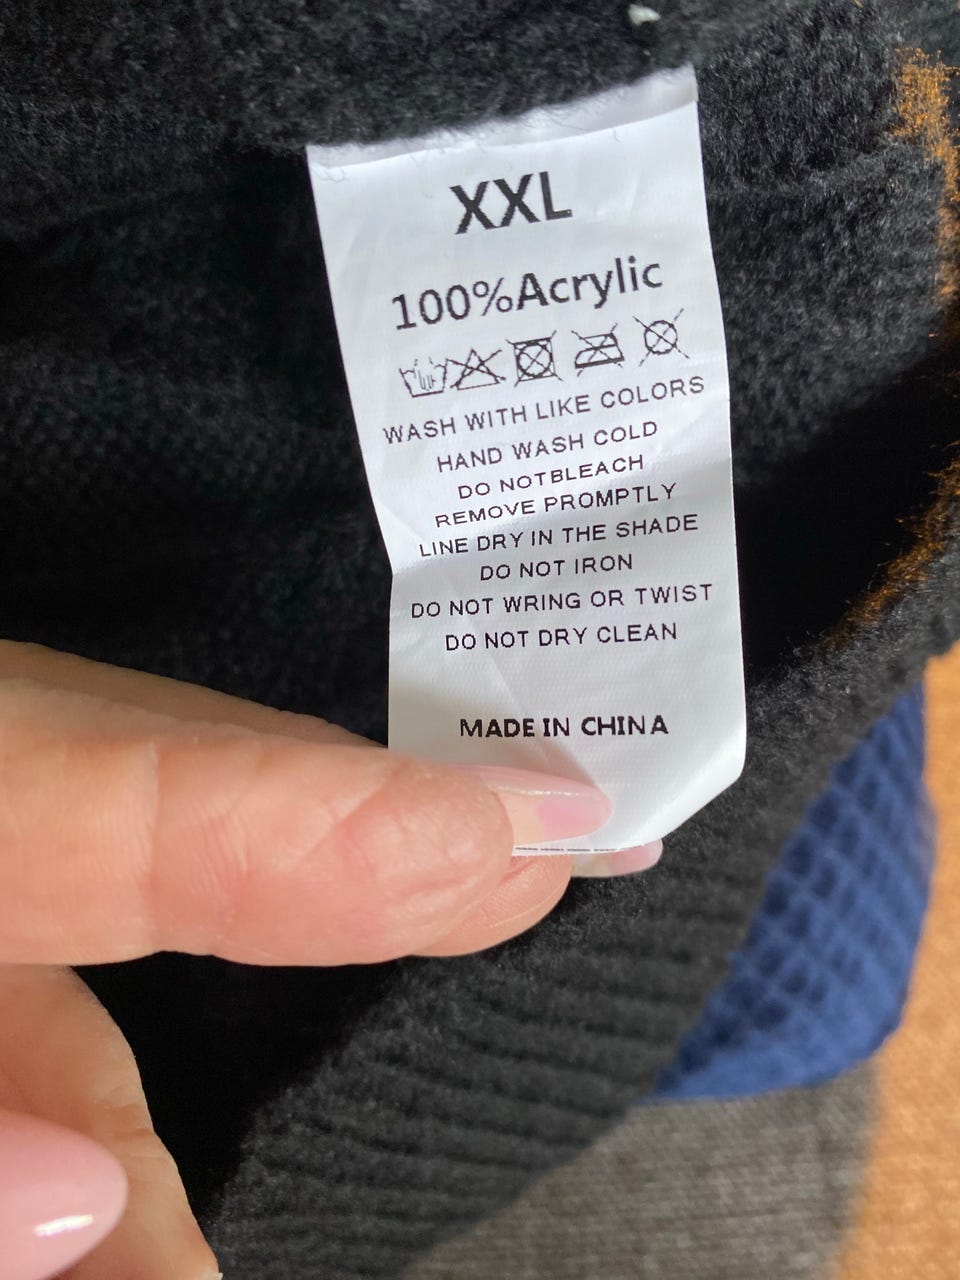 XXL
100%Acrylic
WASH WITH LIKE COLORS
HAND WASH COLD
DO NOTBLEACH
REMOVE PROMPTLY
LINE DRY IN THE SHADE
DO NOT IRON
DO NOT WRING OR TWIST
DO NOT DRY CLEAN
MADE IN CHINA